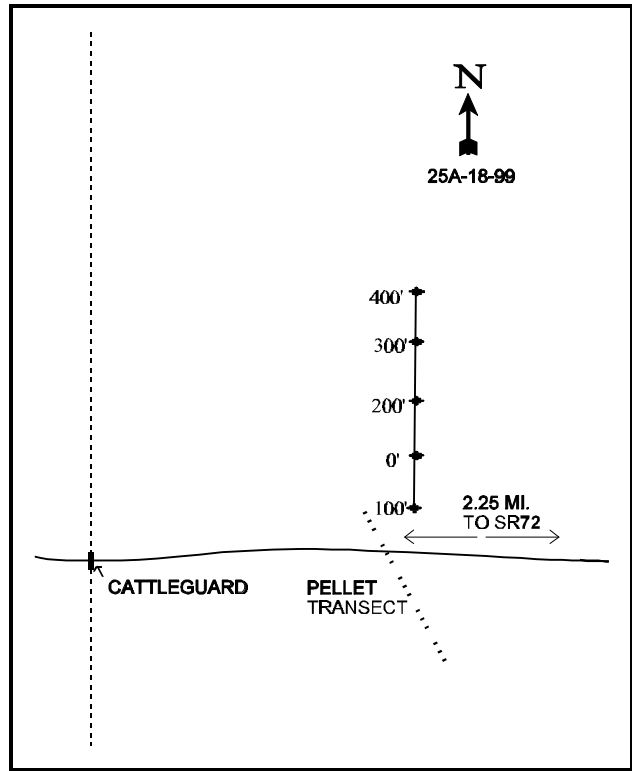 N
25A-18-99
400'
300'
200'
0'
100'
2.25 MI.
TO SR72
CATTLEGUARD
PELLET
TRANSECT